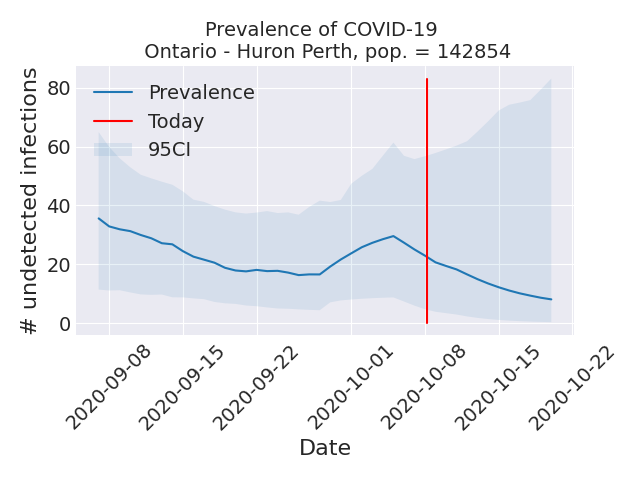 Prevalence of COVID-19
Ontario - Huron Perth, pop. = 142854
# undetected infections
80
60
40
20
0
Prevalence
Today
95CI
2020-09-08
2020-09-15
2020-09-22
2020-10-01
2020-10-08
2020-10-15
2020-10-22
Date